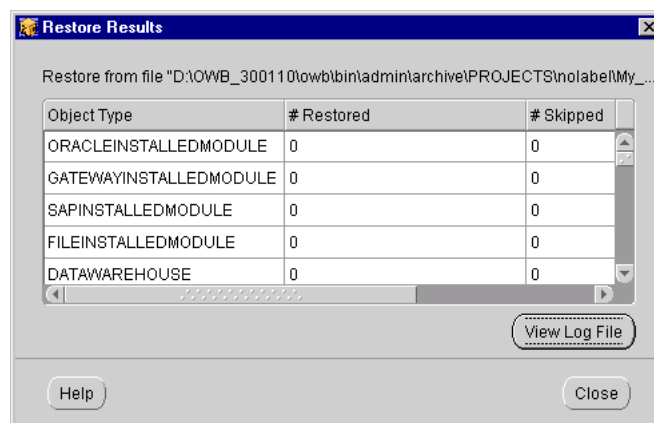 Restore Results
Restore from file "D:\OWB_300110\owb\bin\admin\archive\PROJECTS\nolabel\My_...
Object Type # Restored # Skipped
ORACLEINSTALLEDMODULE 0 0
GATEWAYINSTALLEDMODULE 0 0
SAPINSTALLEDMODULE 0 0
FILEINSTALLEDMODULE 0 0
DATAWAREHOUSE 0 0
View Log File
Help Close